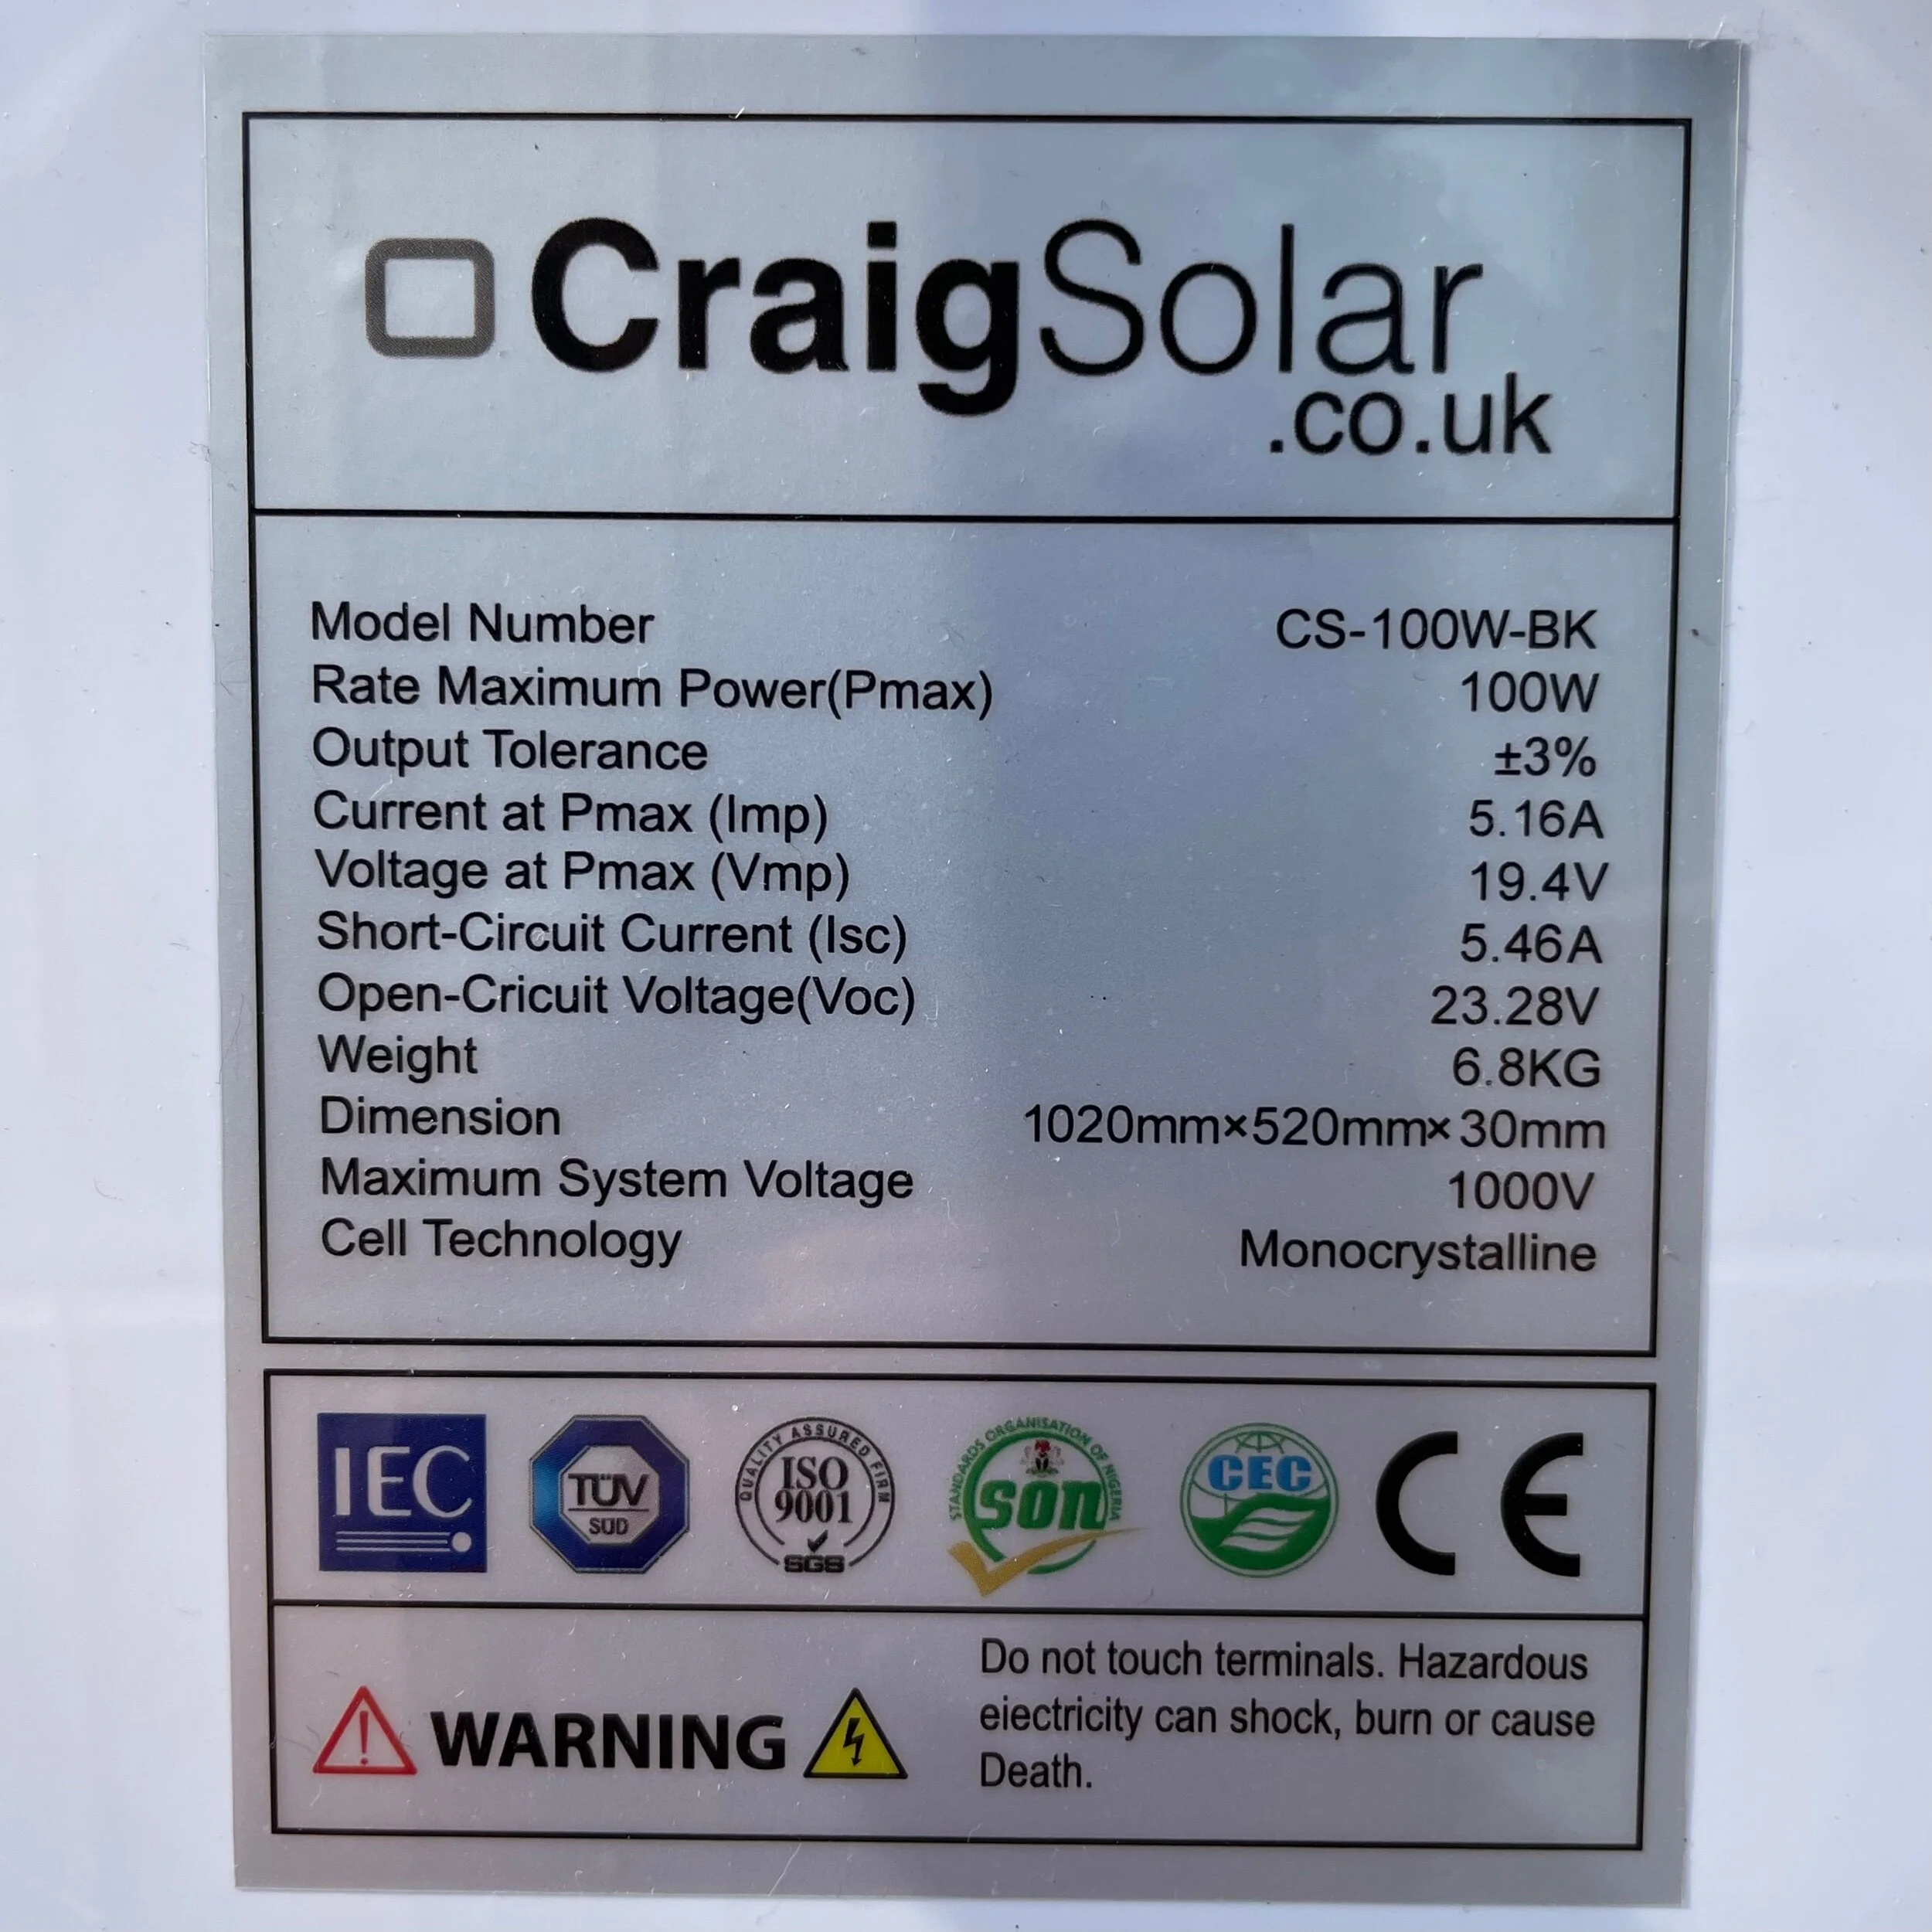 CraigSolar
.co.uk
Model Number CS-100W-BK
Rate Maximum Power(Pmax) 100W
Output Tolerance ±3%
Current at Pmax (Imp) 5.16A
Voltage at Pmax (Vmp) 19.4V
Short-Circuit Current (Isc) 5.46A
Open-Cricuit Voltage(Voc) 23.28V
Weight 6.8KG
Dimension 1020mm×520mm×30mm
Maximum System Voltage 1000V
Cell Technology Monocrystalline
IEC
TÜV
SÜD
QUALITY ASSURED FIRM
ISO
9001
SGS
STANDARDS ORGANISATION OF NIGERIA
SON
CEC
CE
WARNING
Do not touch terminals. Hazardous
eiectricity can shock, burn or cause
Death.